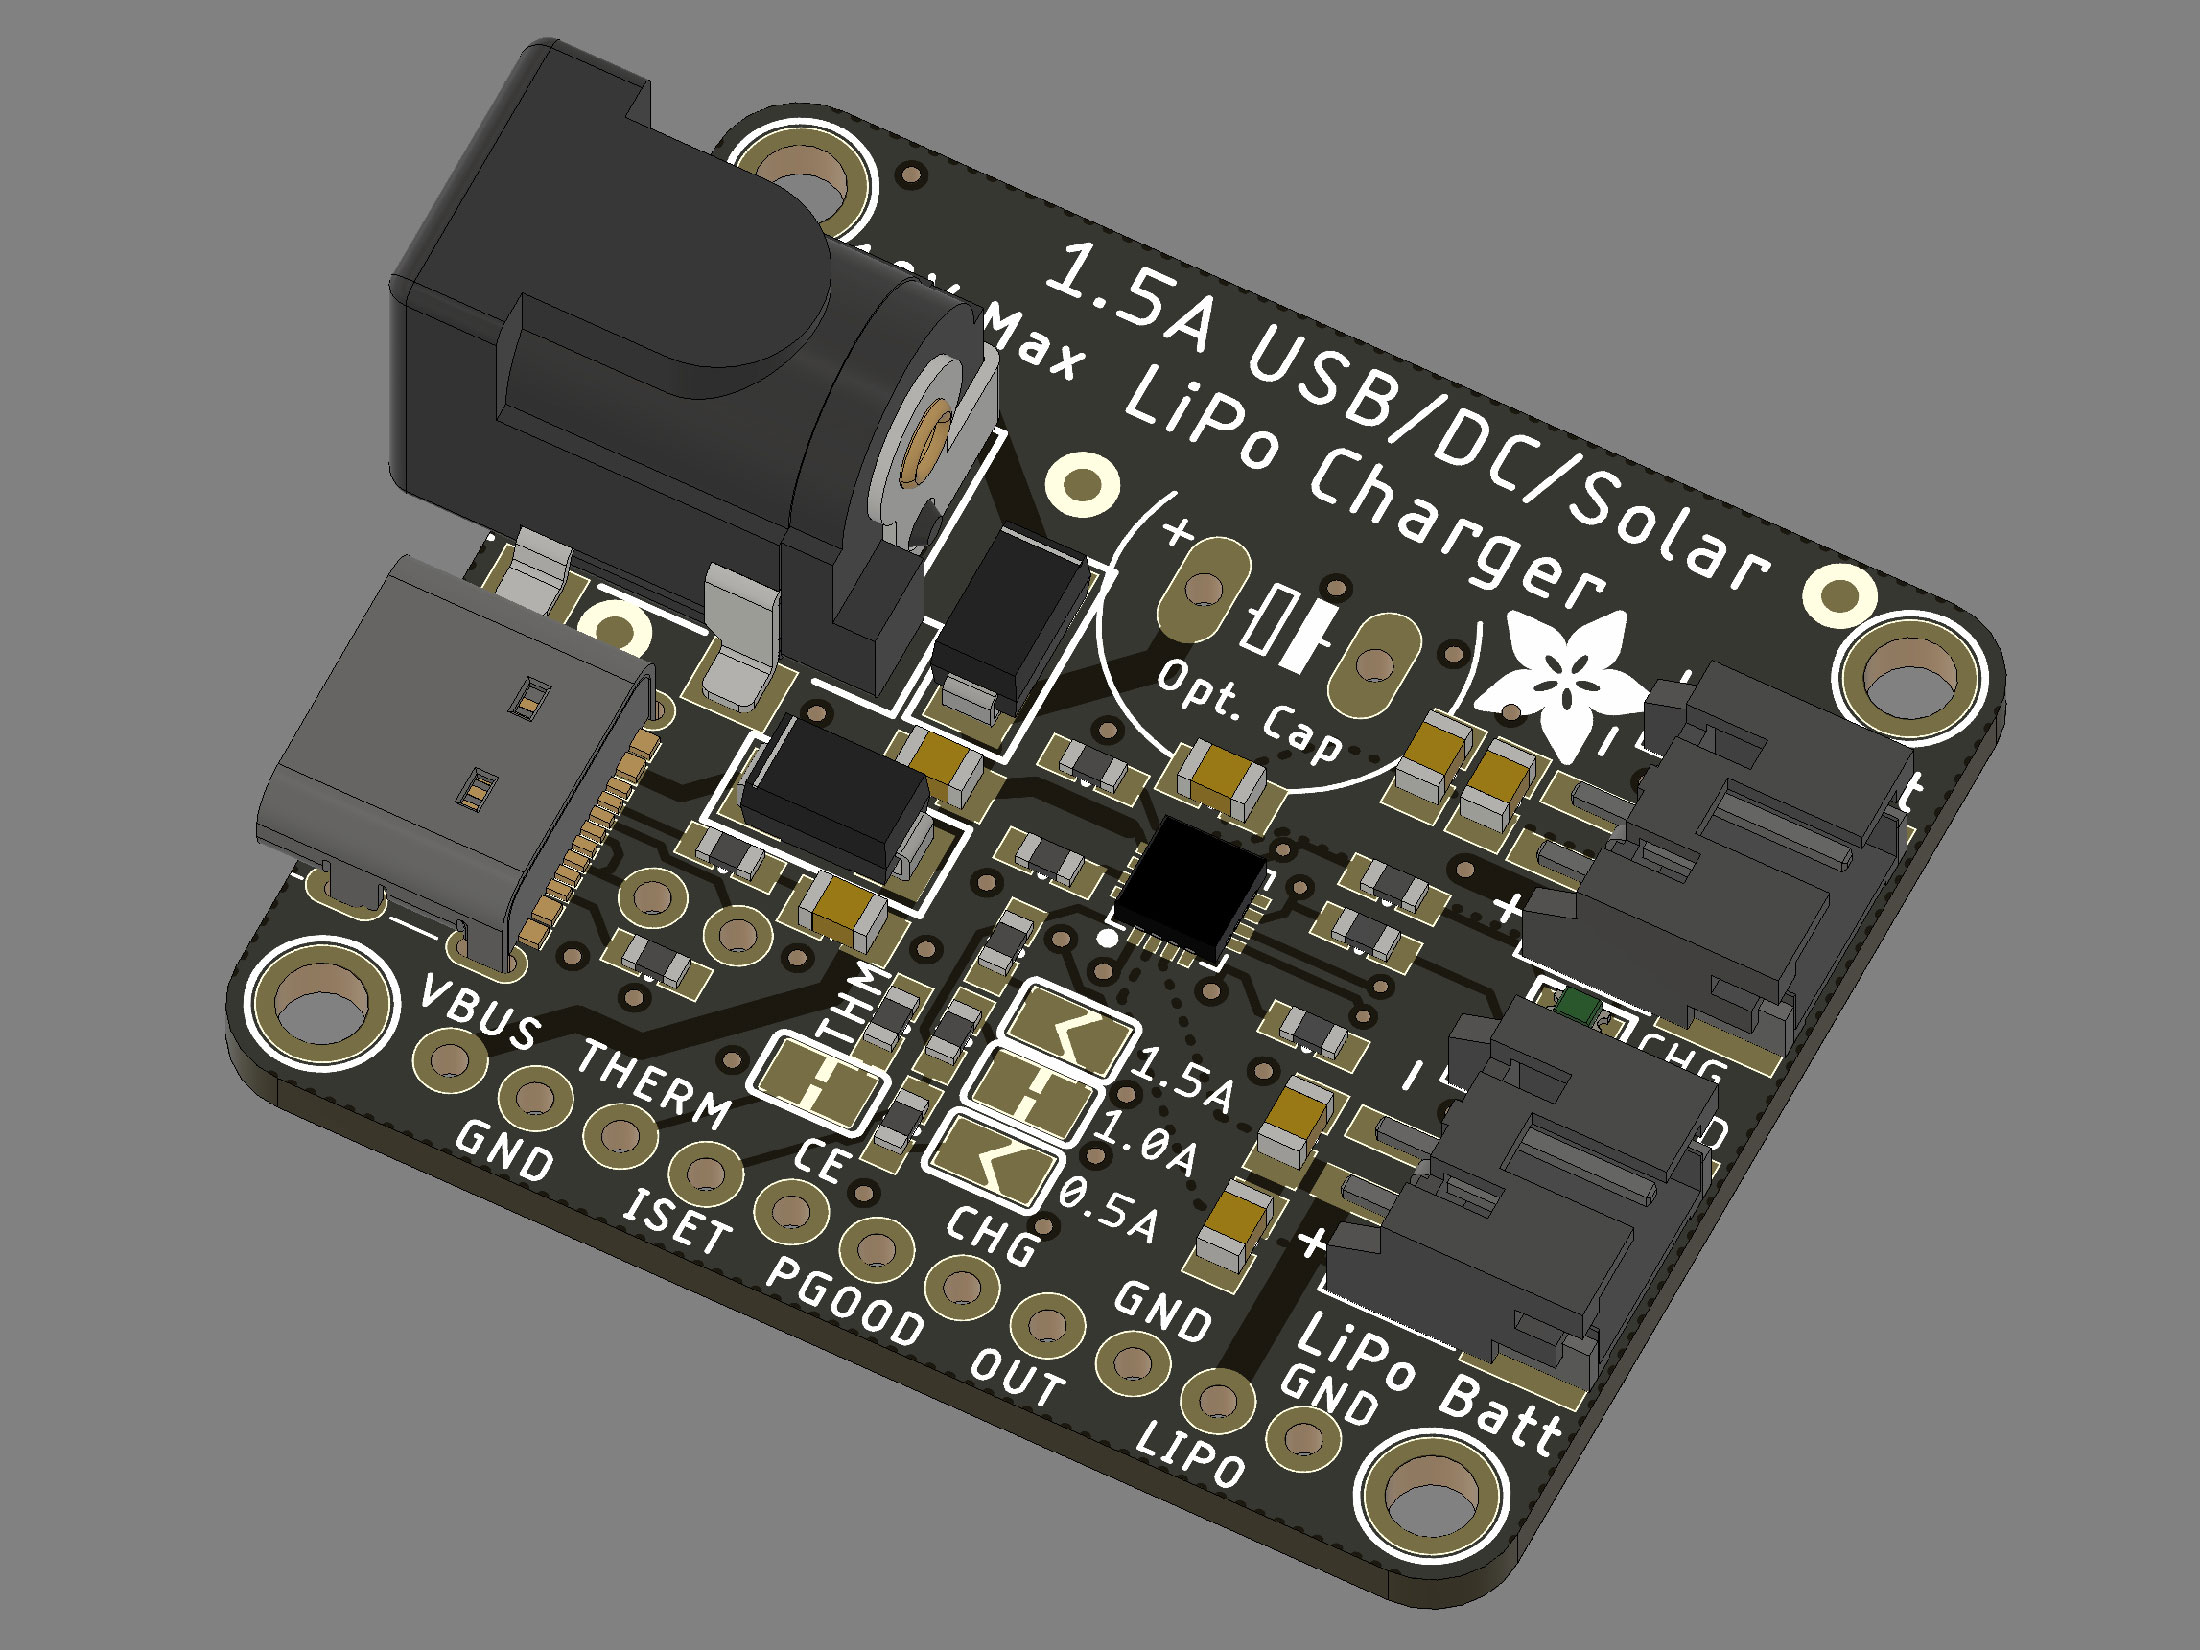 1.5A USB/DC/Solar
Max
LiPo Charger
+
Opt. Cap
+
THM
VBUS
THERM
1.5A
CHG
1.0A
GND
CE
0.5A
ISET
CHG
+
PGOOD
GND
LiPo Batt
OUT
GND
LIPO